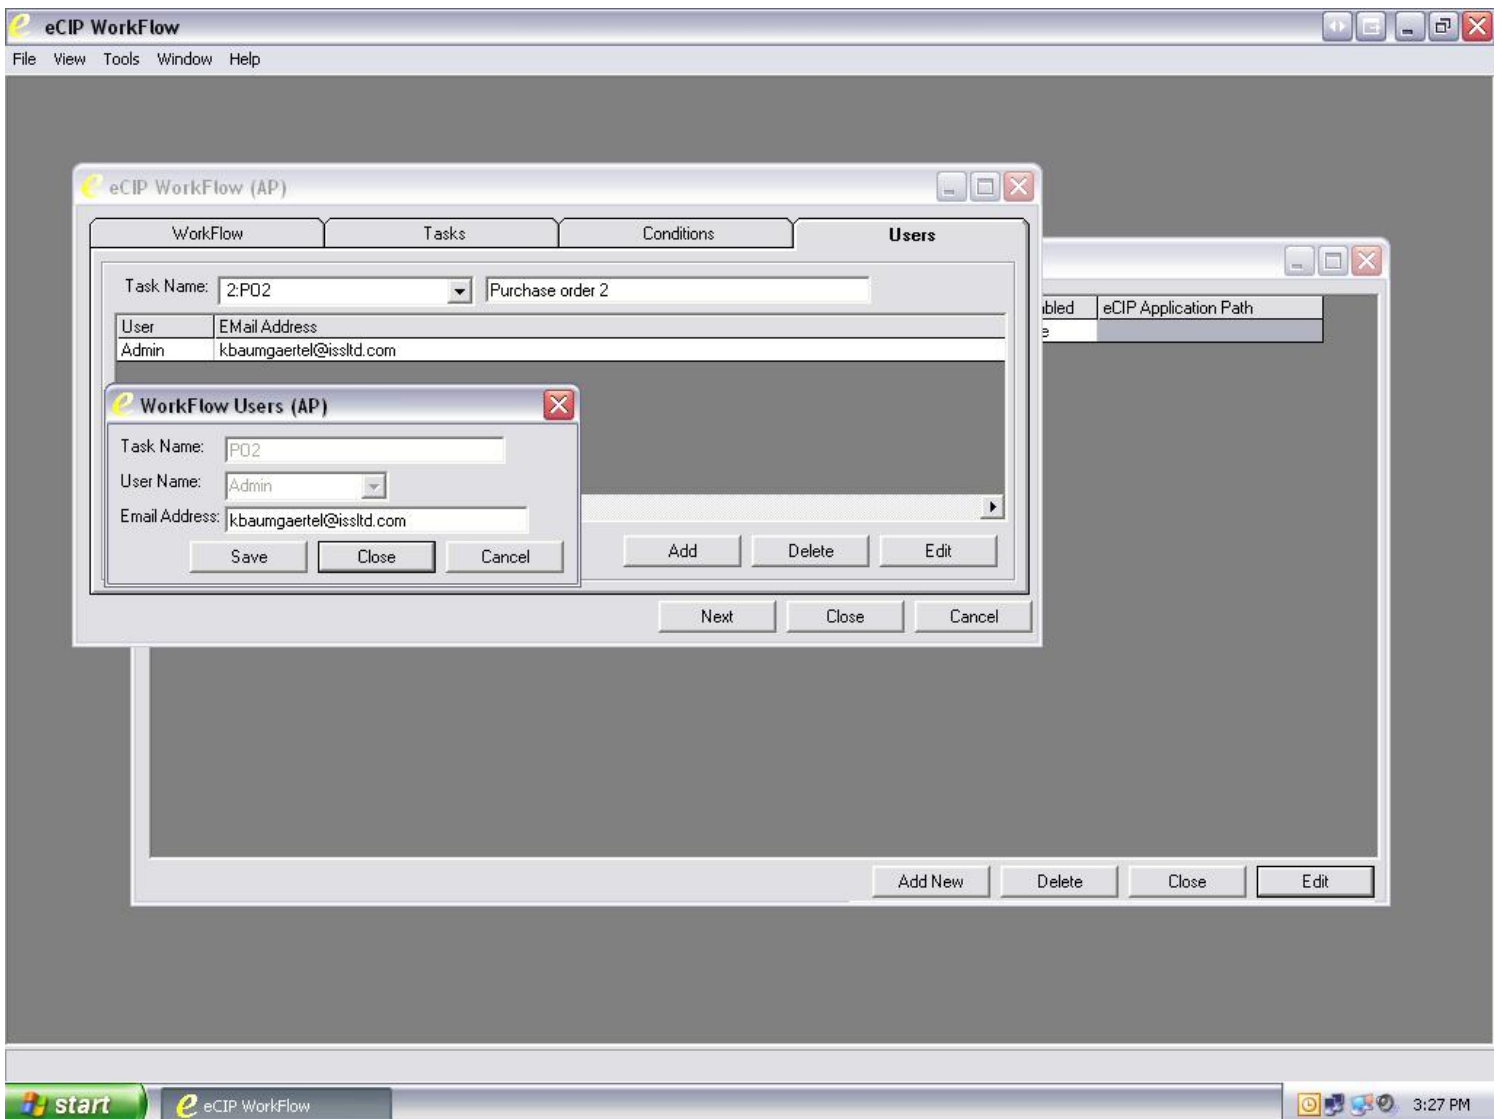 eCIP WorkFlow
File View Tools Window Help
eCIP WorkFlow (AP)
WorkFlow Tasks Conditions Users
Task Name: 2:PO2 Purchase order 2
bled eCIP Application Path
User EMail Address
e
Admin kbaumgaertel@issltd.com
WorkFlow Users (AP)
Task Name: PO2
User Name: Admin
Email Address: kbaumgaertel@issltd.com
Save Close Cancel
Add Delete Edit
Next Close Cancel
Add New Delete Close Edit
start eCIP WorkFlow 3:27 PM